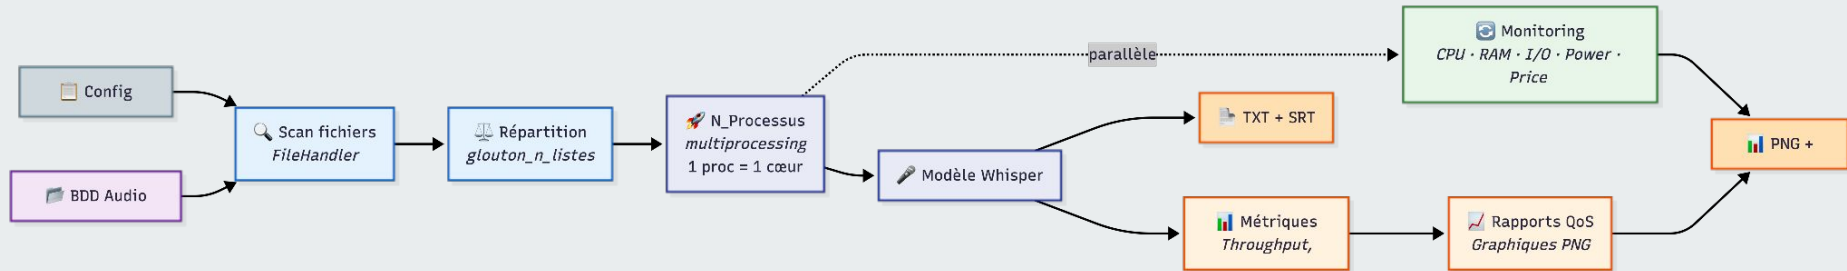 Config
BDD Audio
Scan fichiers
FileHandler
Répartition
glouton_n_listes
N_Processus
multiprocessing
1 proc = 1 cœur
parallèle
Modèle Whisper
TXT + SRT
Métriques
Throughput,
Rapports QoS
Graphiques PNG
Monitoring
CPU · RAM · I/O · Power ·
Price
PNG +